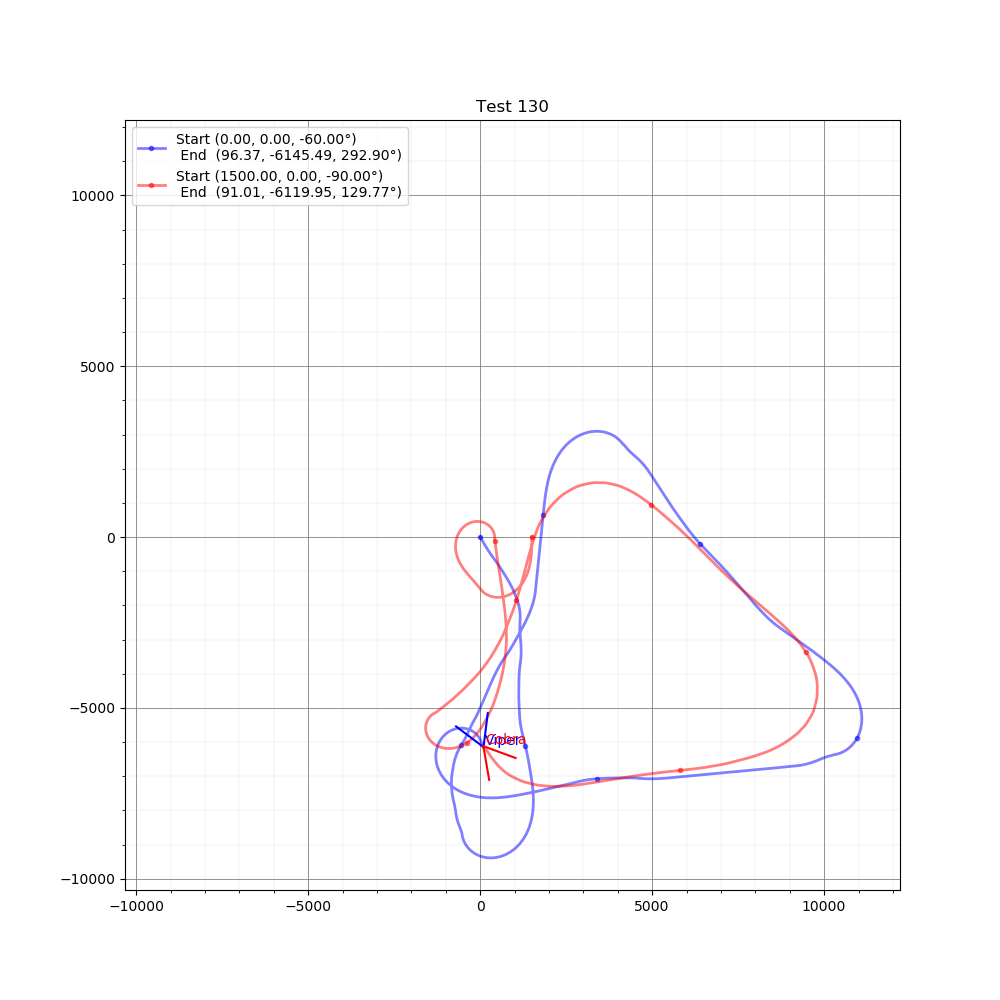 Test 130
Start (0.00, 0.00, -60.00°)
End (96.37, -6145.49, 292.90°)
Start (1500.00, 0.00, -90.00°)
End (91.01, -6119.95, 129.77°)
10000
5000
0
−5000
−10000
Viper
Cobra
−10000 −5000 0 5000 10000